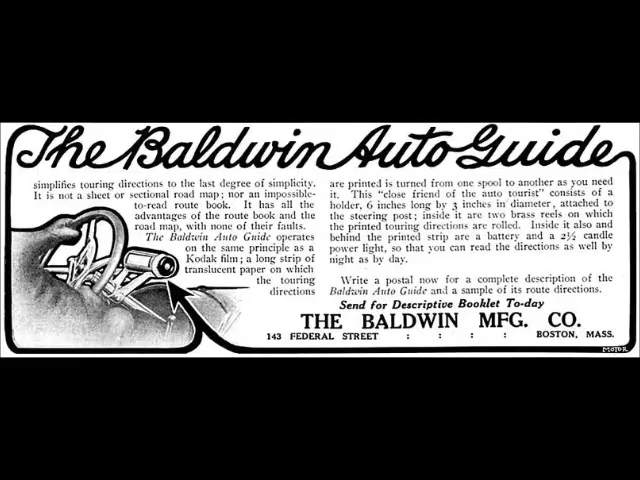 The Baldwin Auto Guide
simplifies touring directions to the last degree of simplicity.
It is not a sheet or sectional road map; nor an impossible-
to-read route book. It has all the
advantages of the route book and the
road map, with none of their faults.
The Baldwin Auto Guide operates
on the same principle as a
Kodak film; a long strip of
translucent paper on which
the touring
directions
are printed is turned from one spool to another as you need
it. This "close friend of the auto tourist" consists of a
holder, 6 inches long by 3 inches in diameter, attached to
the steering post; inside it are two brass reels on which
the printed touring directions are rolled. Inside it also and
behind the printed strip are a battery and a 2½ candle
power light, so that you can read the directions as well by
night as by day.
Write a postal now for a complete description of the
Baldwin Auto Guide and a sample of its route directions.
Send for Descriptive Booklet To-day
THE BALDWIN MFG. CO.
143 FEDERAL STREET : : : : BOSTON, MASS.
MOTOR